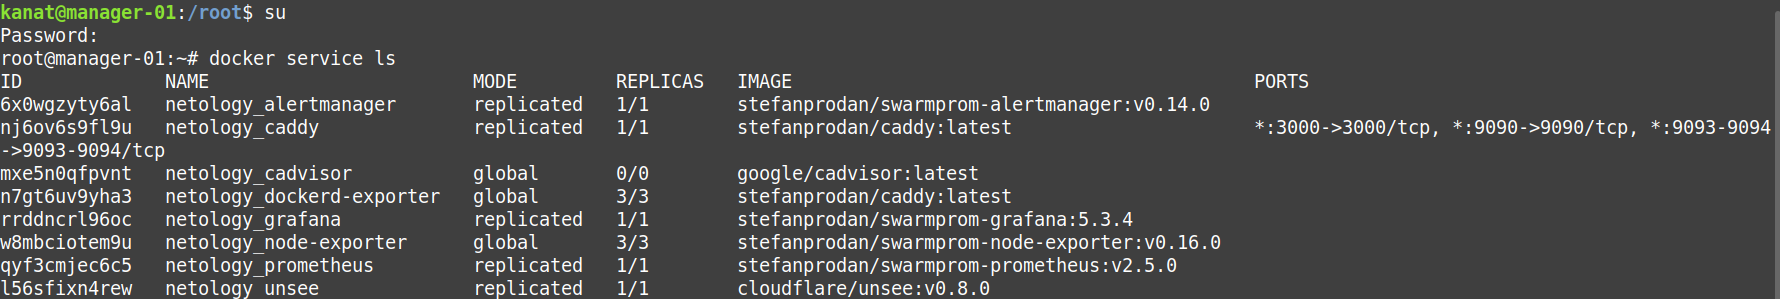 kanat@manager-01:/root$ su
Password:
root@manager-01:~# docker service ls
ID             NAME                        MODE         REPLICAS   IMAGE                                          PORTS
6x0wgzyty6al   netology_alertmanager       replicated   1/1        stefanprodan/swarmprom-alertmanager:v0.14.0
nj6ov6s9fl9u   netology_caddy              replicated   1/1        stefanprodan/caddy:latest                      *:3000->3000/tcp, *:9090->9090/tcp, *:9093-9094
->9093-9094/tcp
mxe5n0qfpvnt   netology_cadvisor           global       0/0        google/cadvisor:latest
n7gt6uv9yha3   netology_dockerd-exporter   global       3/3        stefanprodan/caddy:latest
rrddncrl96oc   netology_grafana            replicated   1/1        stefanprodan/swarmprom-grafana:5.3.4
w8mbciotem9u   netology_node-exporter      global       3/3        stefanprodan/swarmprom-node-exporter:v0.16.0
qyf3cmjec6c5   netology_prometheus         replicated   1/1        stefanprodan/swarmprom-prometheus:v2.5.0
l56sfixn4rew   netology_unsee              replicated   1/1        cloudflare/unsee:v0.8.0